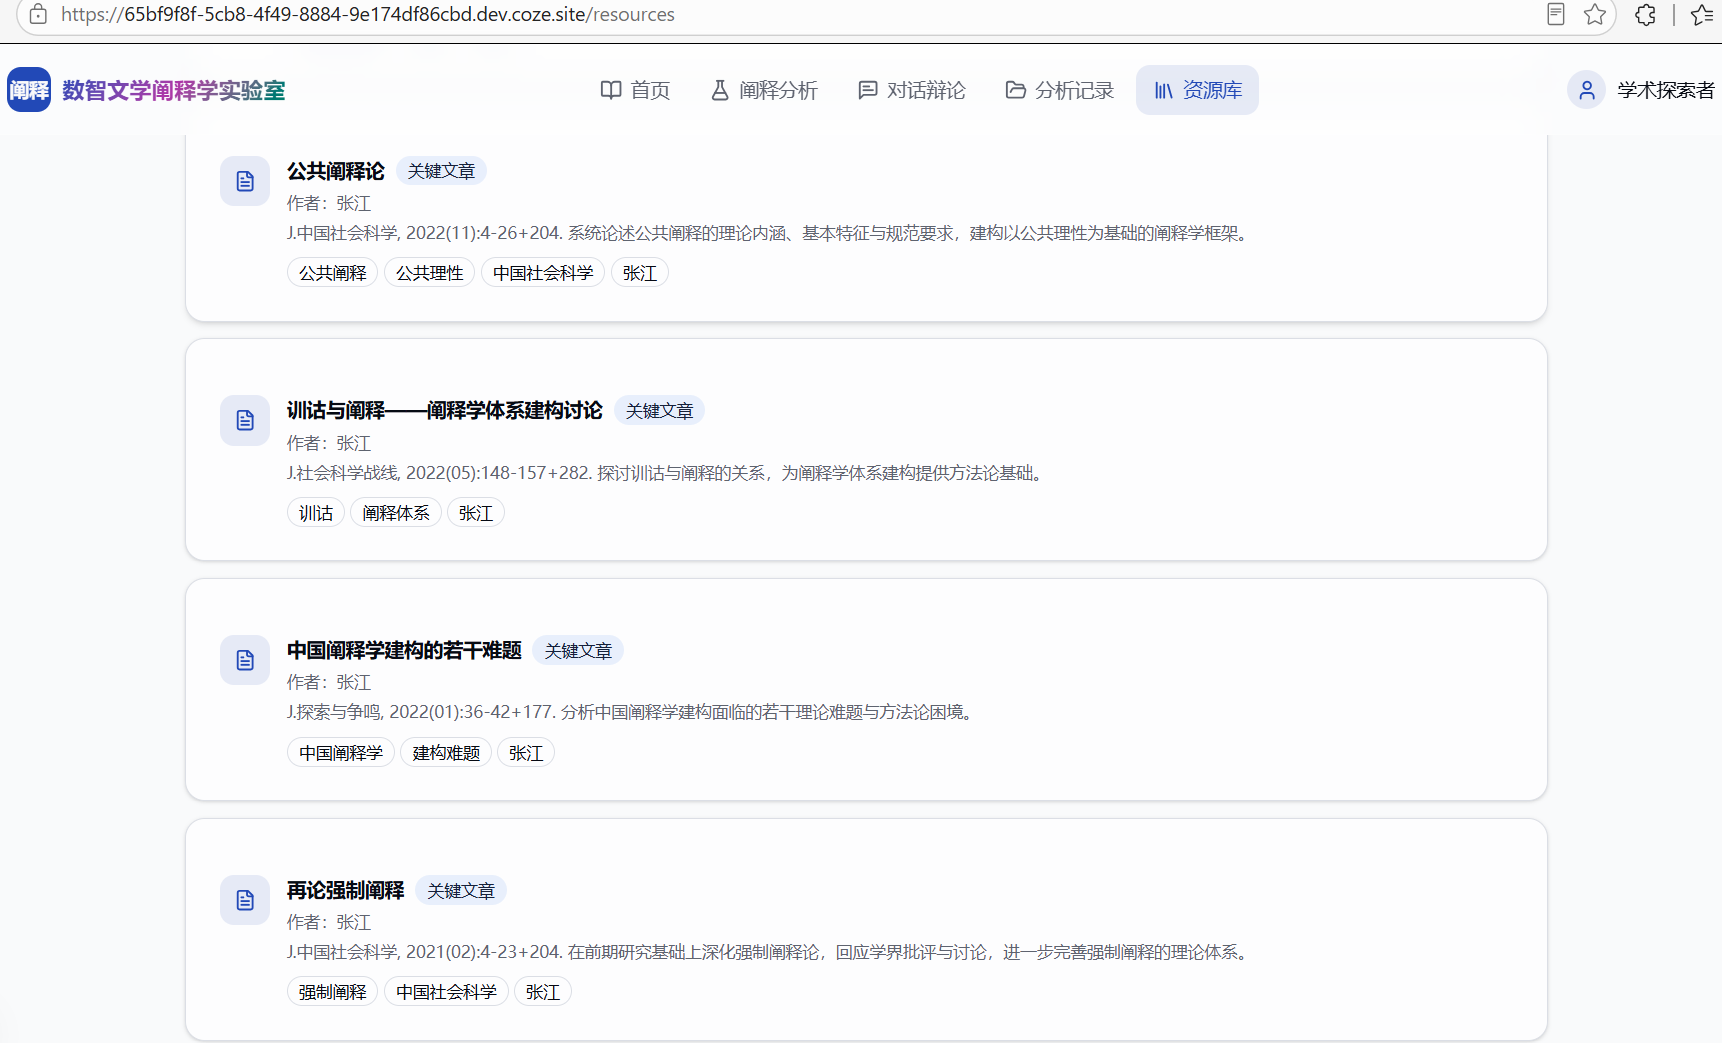 https://65bf9f8f-5cb8-4f49-8884-9e174df86cbd.dev.coze.site/resources
阐释 数智文学阐释学实验室 首页 阐释分析 对话辩论 分析记录 资源库 学术探索者
公共阐释论 关键文章
作者：张江
J.中国社会科学, 2022(11):4-26+204. 系统论述公共阐释的理论内涵、基本特征与规范要求，建构以公共理性为基础的阐释学框架。
公共阐释 公共理性 中国社会科学 张江
训诂与阐释——阐释学体系建构讨论 关键文章
作者：张江
J.社会科学战线, 2022(05):148-157+282. 探讨训诂与阐释的关系，为阐释学体系建构提供方法论基础。
训诂 阐释体系 张江
中国阐释学建构的若干难题 关键文章
作者：张江
J.探索与争鸣, 2022(01):36-42+177. 分析中国阐释学建构面临的若干理论难题与方法论困境。
中国阐释学 建构难题 张江
再论强制阐释 关键文章
作者：张江
J.中国社会科学, 2021(02):4-23+204. 在前期研究基础上深化强制阐释论，回应学界批评与讨论，进一步完善强制阐释的理论体系。
强制阐释 中国社会科学 张江